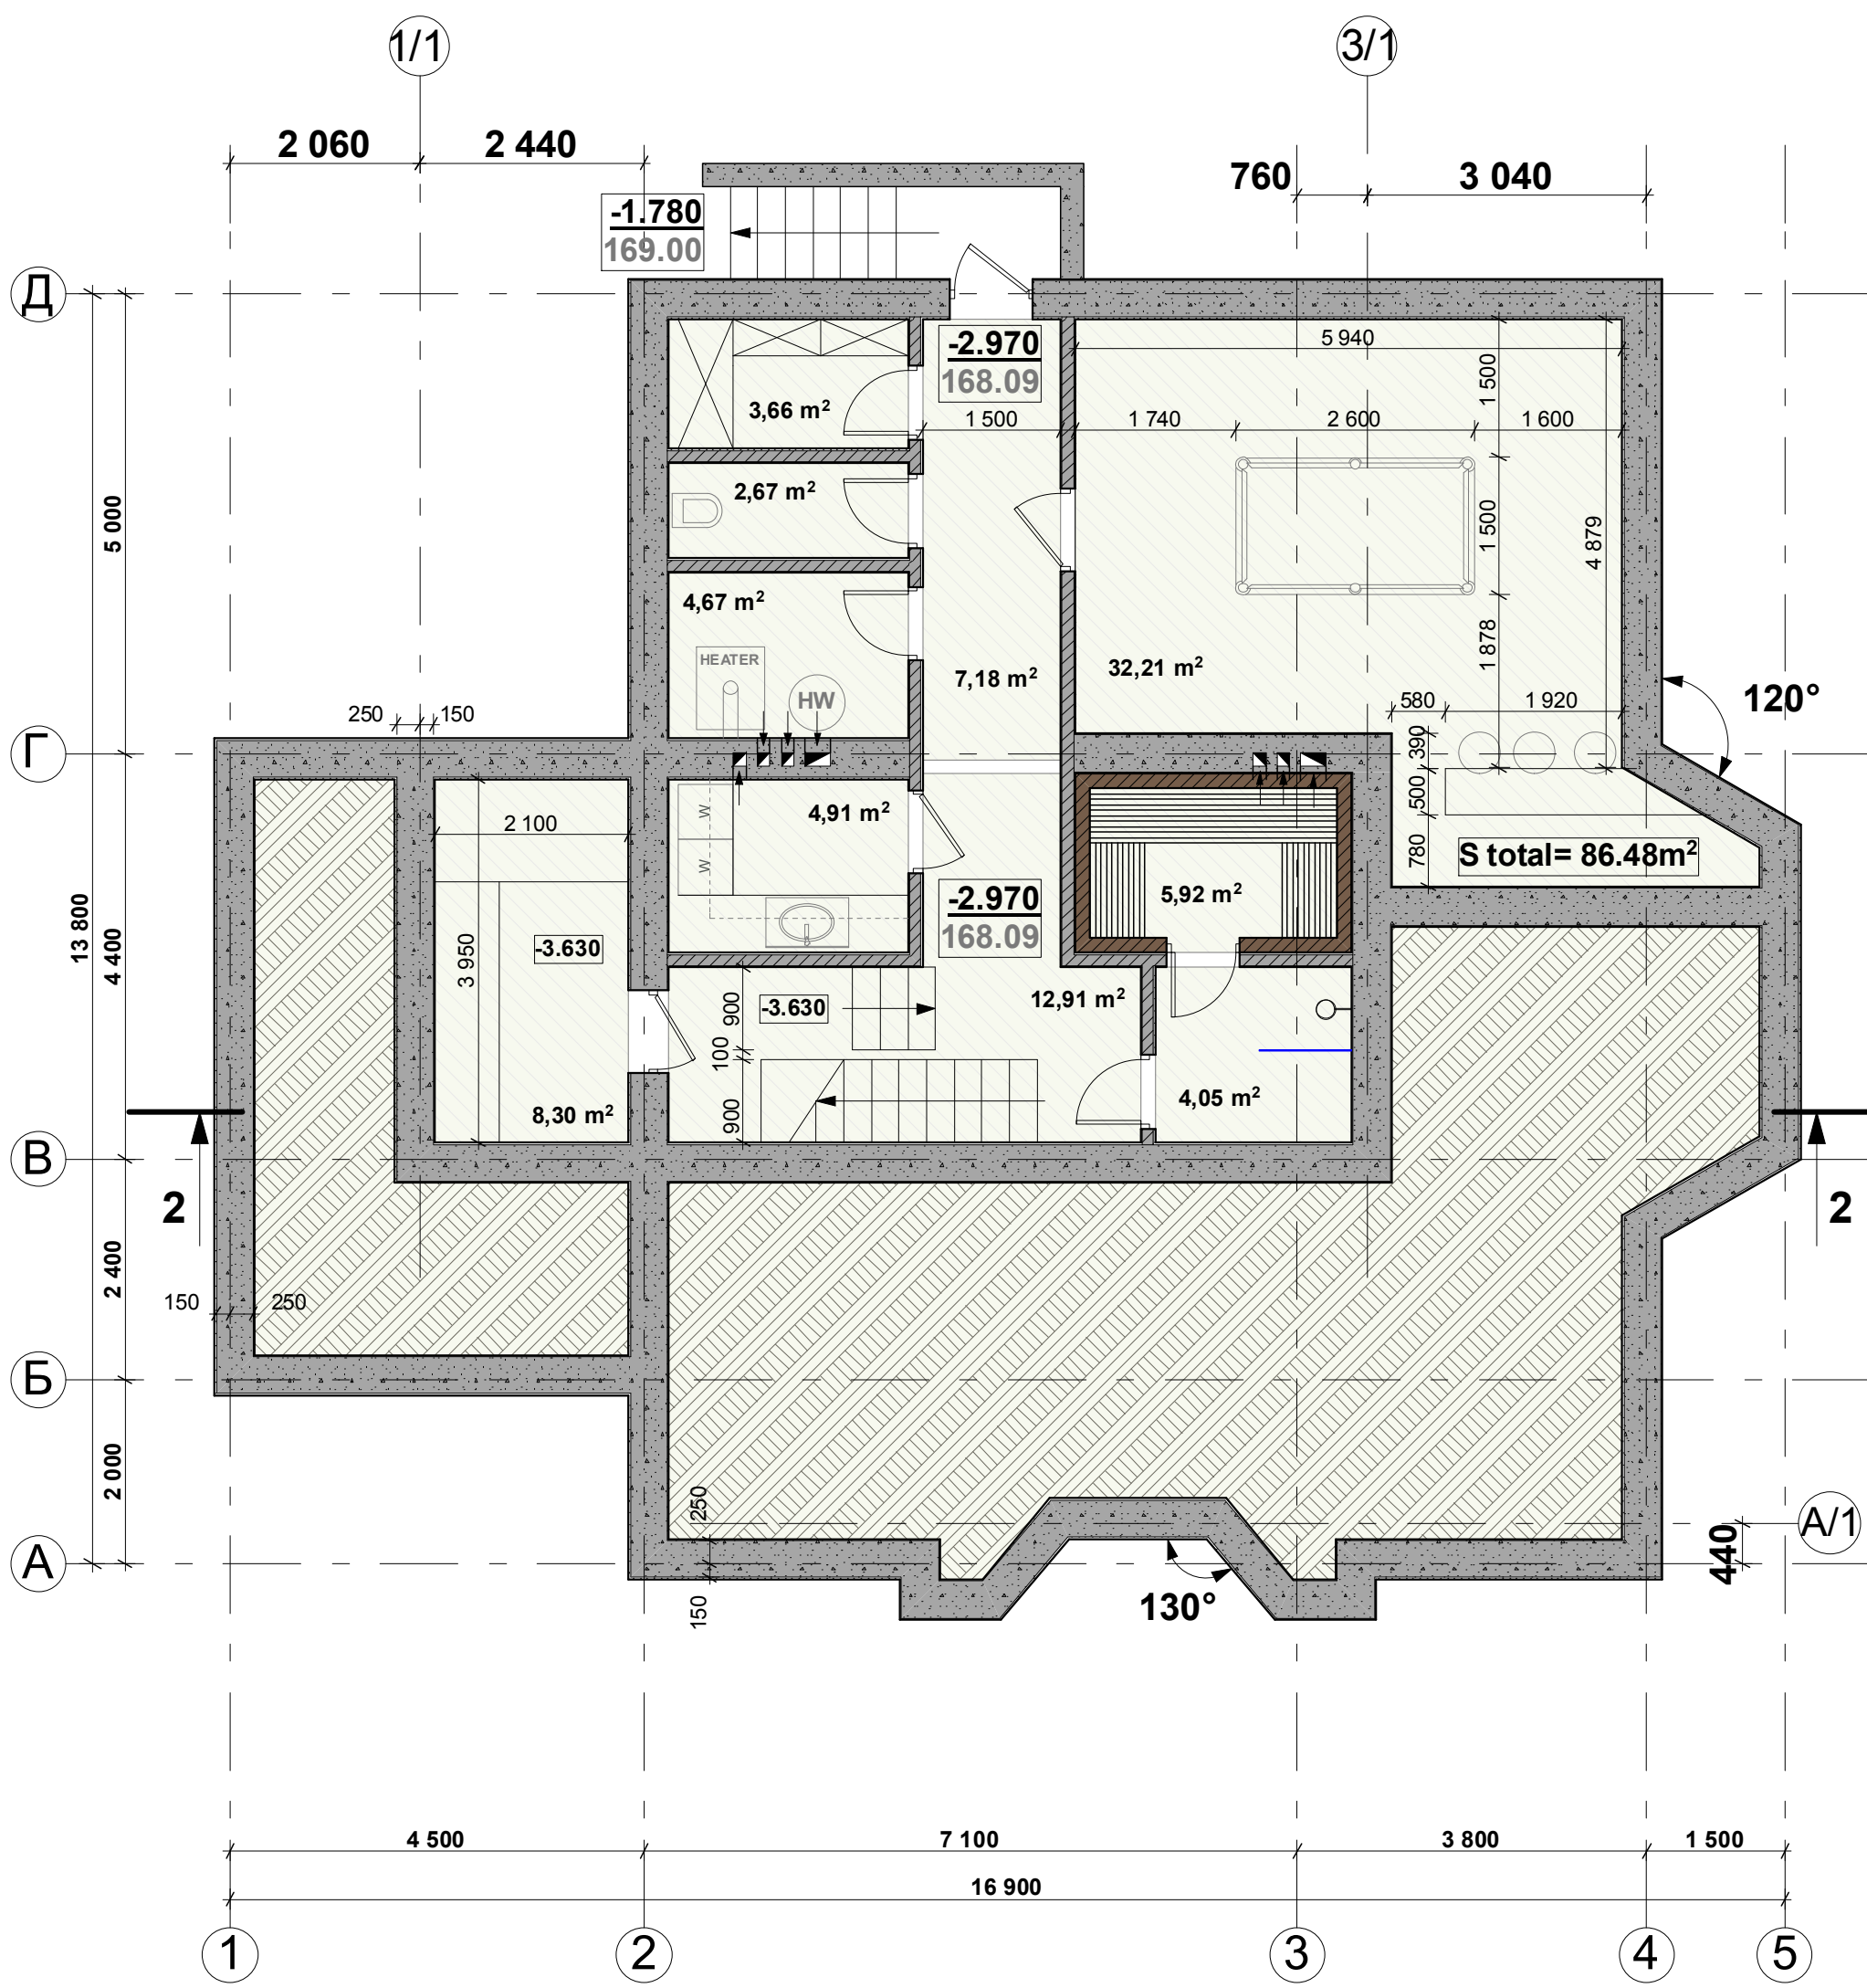 1/1
3/1
2 060
2 440
760
3 040
-1.780
169.00
Д
-2.970
168.09
5 940
1 500
3,66 m²
1 500
1 740
2 600
1 600
2,67 m²
5 000
1 500
4 879
4,67 m²
HEATER
HW
7,18 m²
32,21 m²
1 878
120°
580
1 920
250
150
Г
390
500
780
2 100
W
W
4,91 m²
S total= 86.48m²
5,92 m²
-2.970
168.09
13 800
4 400
3 950
-3.630
-3.630
900
100
900
12,91 m²
8,30 m²
4,05 m²
В
2
2
2 400
150
250
Б
2 000
250
А/1
440
А
150
130°
4 500
7 100
3 800
1 500
16 900
1
2
3
4
5